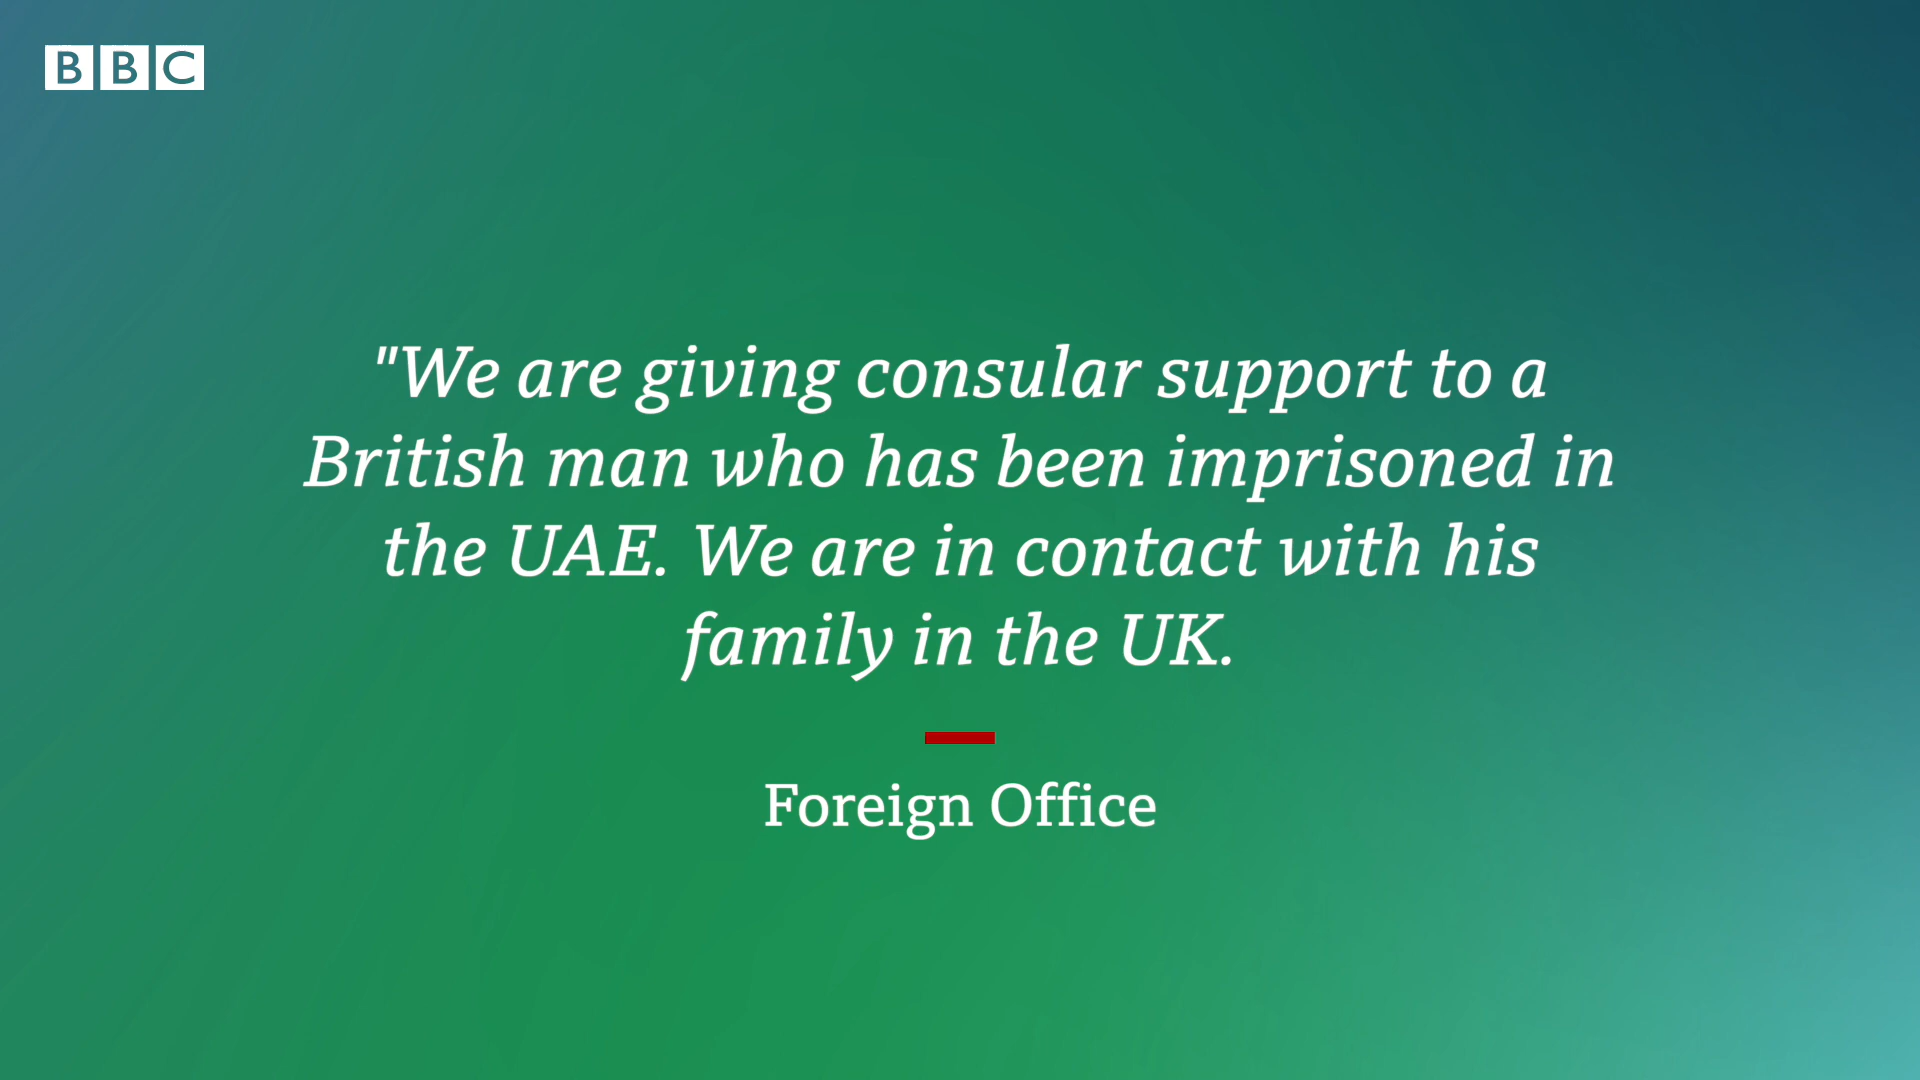 BBC
"We are giving consular support to a
British man who has been imprisoned in
the UAE. We are in contact with his
family in the UK.
Foreign Office